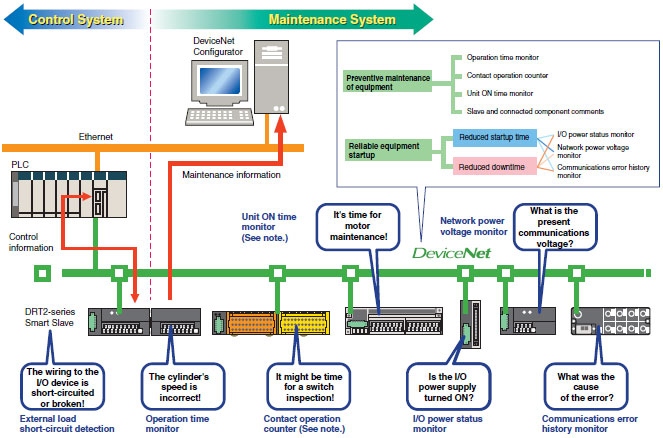 Control System
Maintenance System
DeviceNet
Configurator
Preventive maintenance
of equipment
Operation time monitor
Contact operation counter
Unit ON time monitor
Slave and connected component comments
Reliable equipment
startup
Reduced startup time
Reduced downtime
I/O power status monitor
Network power voltage
monitor
Communications error history
monitor
Ethernet
PLC
Maintenance information
Control
information
Unit ON time
monitor
(See note.)
It's time for
motor
maintenance!
Network power
voltage monitor
What is the
present
communications
voltage?
DeviceNet
DRT2-series
Smart Slave
The wiring to the
I/O device is
short-circuited
or broken!
The cylinder's
speed is
incorrect!
It might be time
for a switch
inspection!
Is the I/O
power supply
turned ON?
What was the
cause
of the error?
External load
short-circuit detection
Operation time
monitor
Contact operation
counter (See note.)
I/O power status
monitor
Communications error
history monitor